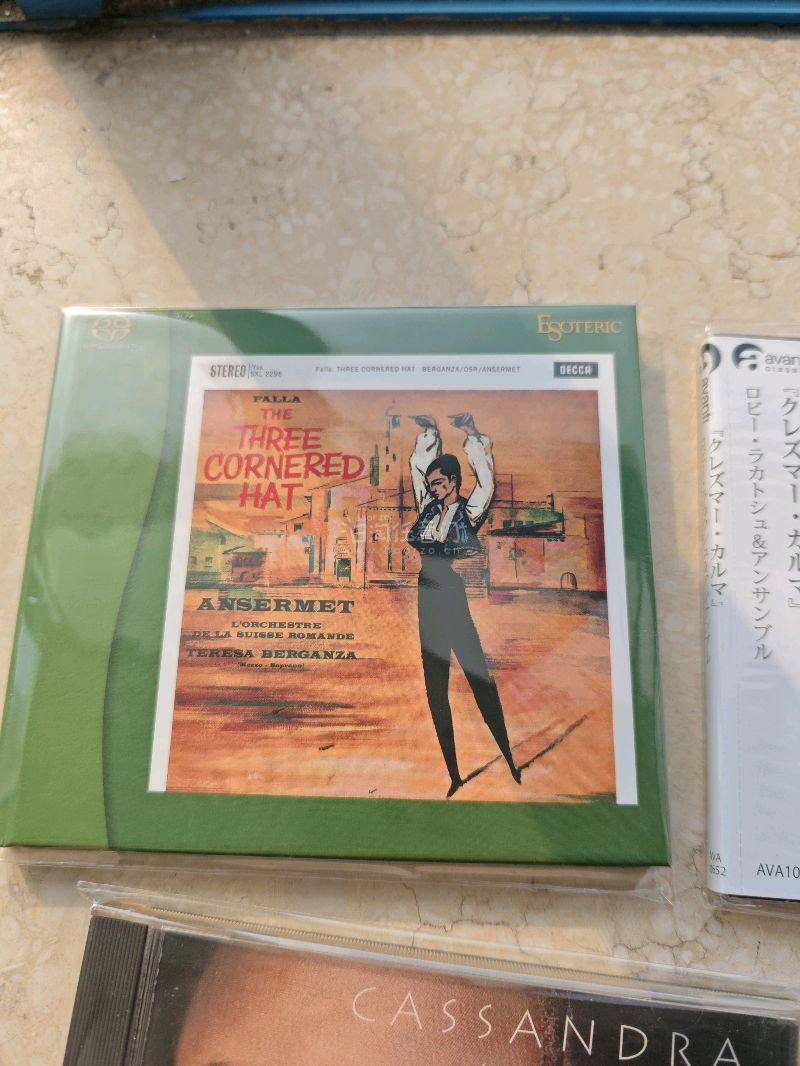 ESOTERIC
STEREO
SXL 2296
Falla: THREE CORNERED HAT BERGANZA/OSR/ANSERMET
DECCA
FALLA
THE
THREE
CORNERED
HAT
ANSERMET
L'ORCHESTRE
DE LA SUISSE ROMANDE
TERESA BERGANZA
(Mezzo - Soprano)
avan
『クレズマー・カルマ』
ロビー・ラカトシュ&アンサンブル
『クレズマー・カルマ』
AVA10
CASSANDRA